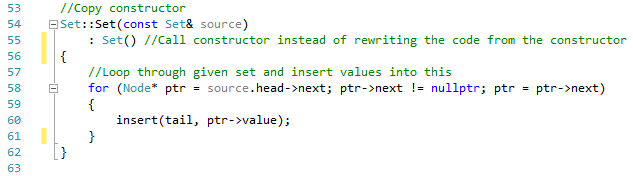 53 //Copy constructor
54 Set::Set(const Set& source)
55 : Set() //Call constructor instead of rewriting the code from the constructor
56 {
57 //Loop through given set and insert values into this
58 for (Node* ptr = source.head->next; ptr->next != nullptr; ptr = ptr->next)
59 {
60 insert(tail, ptr->value);
61 }
62 }
63